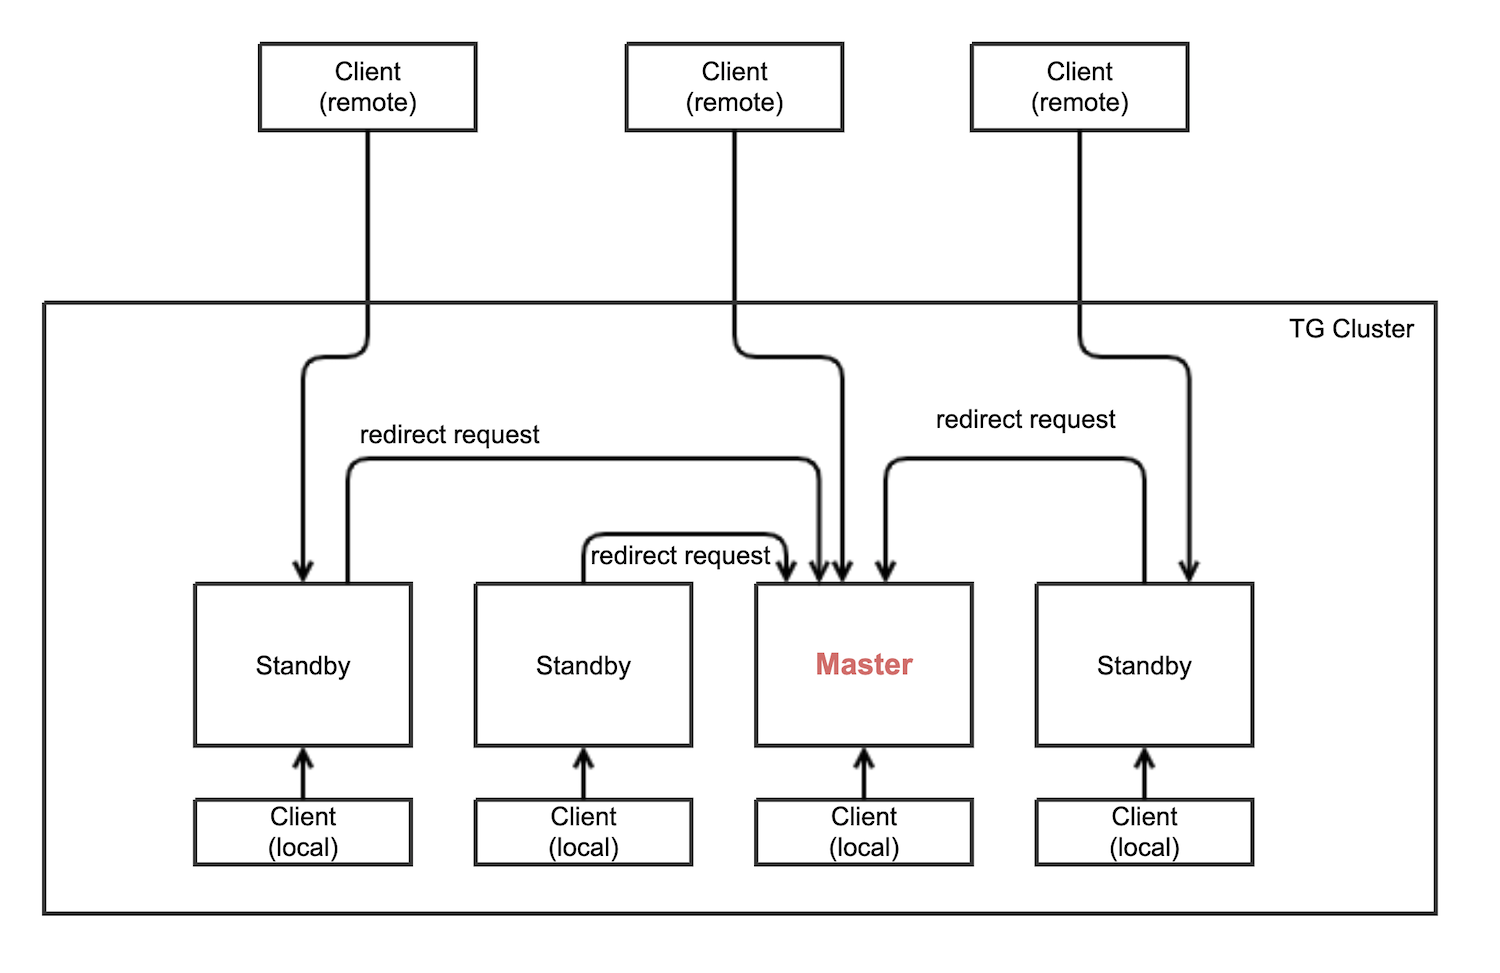 Client
(remote)
Client
(remote)
Client
(remote)
TG Cluster
redirect request
redirect request
redirect request
Standby
Standby
Master
Standby
Client
(local)
Client
(local)
Client
(local)
Client
(local)